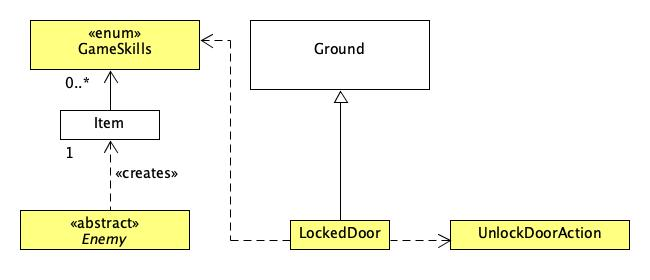 «enum»
GameSkills
Ground
0..*
Item
1
«creates»
«abstract»
Enemy
LockedDoor
UnlockDoorAction